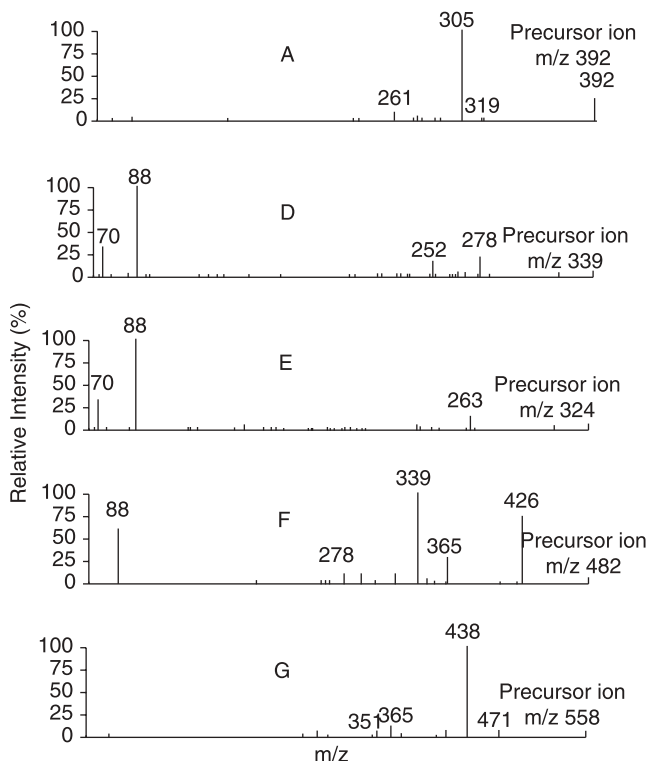 305
100
Precursor ion
A
m/z 392
75
392
50
261
25
319
0
100
88
75
D
50
70
278
Precursor ion
252
25
m/z 339
0
Relative Intensity (%)
100
88
75
E
70
Precursor ion
50
263
m/z 324
25
0
339
100
426
88
75
F
Precursor ion
50
278
365
m/z 482
25
0
438
100
75
G
Precursor ion
50
351
365
471
m/z 558
25
0
m/z